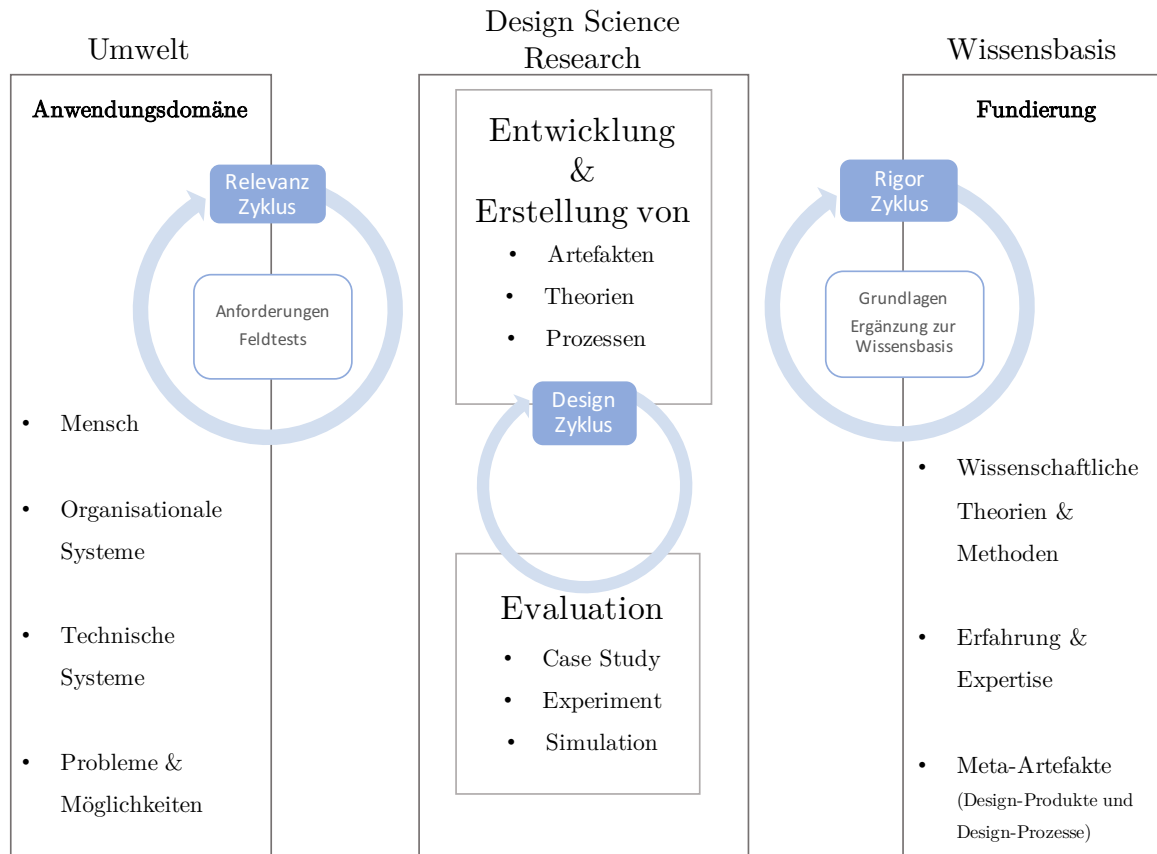 Umwelt
Anwendungsdomäne
Relevanz
Zyklus
Anforderungen
Feldtests
• Mensch
• Organisationale
Systeme
• Technische
Systeme
• Probleme &
Möglichkeiten
Design Science
Research
Entwicklung
&
Erstellung von
• Artefakten
• Theorien
• Prozessen
Design
Zyklus
Evaluation
• Case Study
• Experiment
• Simulation
Wissensbasis
Fundierung
Rigor
Zyklus
Grundlagen
Ergänzung zur
Wissensbasis
• Wissenschaftliche
Theorien &
Methoden
• Erfahrung &
Expertise
• Meta-Artefakte
(Design-Produkte und
Design-Prozesse)